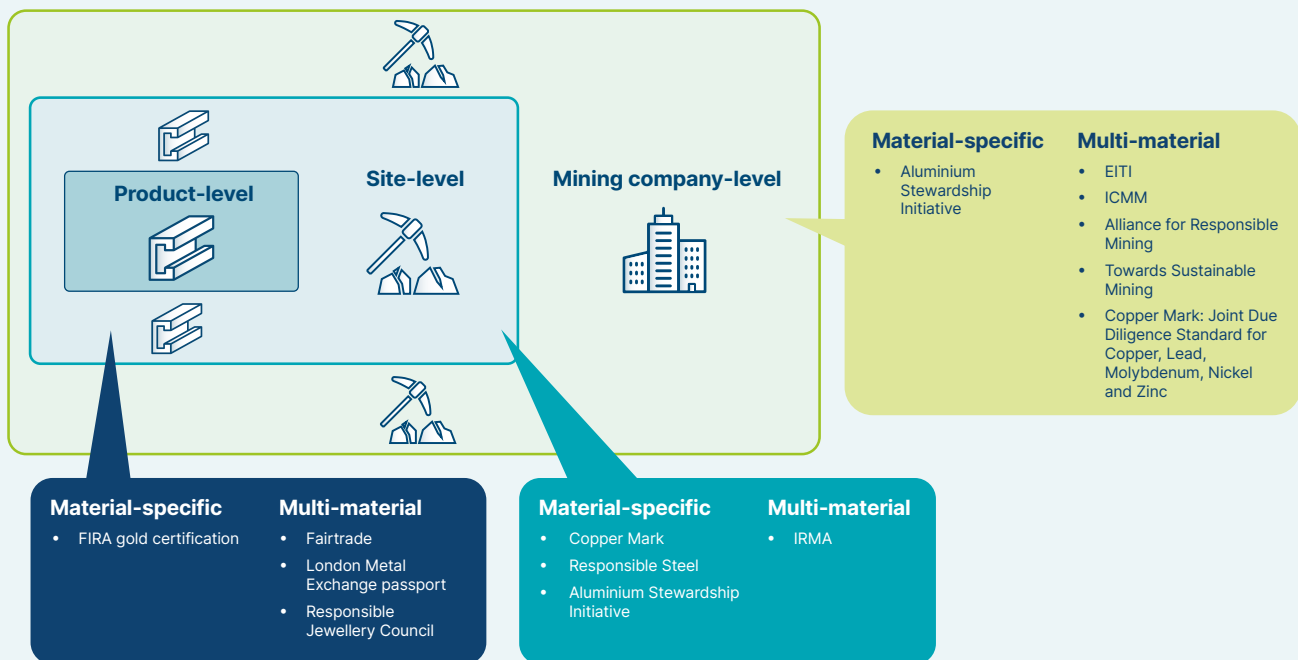 Product-level
Site-level
Mining company-level
Material-specific
• Aluminium
Stewardship
Initiative
Multi-material
• EITI
• ICMM
• Alliance for Responsible
Mining
• Towards Sustainable
Mining
• Copper Mark: Joint Due
Diligence Standard for
Copper, Lead,
Molybdenum, Nickel
and Zinc
Material-specific
• FIRA gold certification
Multi-material
• Fairtrade
• London Metal
Exchange passport
• Responsible
Jewellery Council
Material-specific
• Copper Mark
• Responsible Steel
• Aluminium Stewardship
Initiative
Multi-material
• IRMA